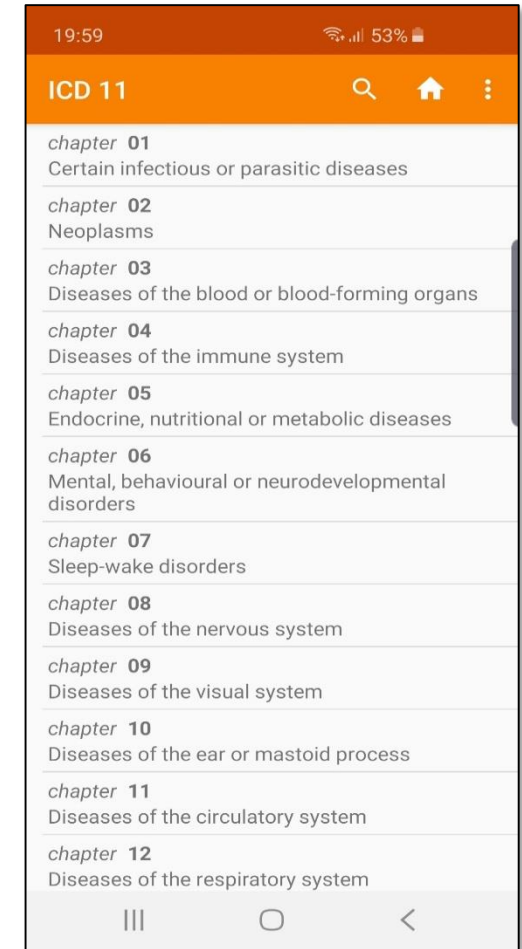 19:59 53%
ICD 11
chapter 01
Certain infectious or parasitic diseases
chapter 02
Neoplasms
chapter 03
Diseases of the blood or blood-forming organs
chapter 04
Diseases of the immune system
chapter 05
Endocrine, nutritional or metabolic diseases
chapter 06
Mental, behavioural or neurodevelopmental
disorders
chapter 07
Sleep-wake disorders
chapter 08
Diseases of the nervous system
chapter 09
Diseases of the visual system
chapter 10
Diseases of the ear or mastoid process
chapter 11
Diseases of the circulatory system
chapter 12
Diseases of the respiratory system